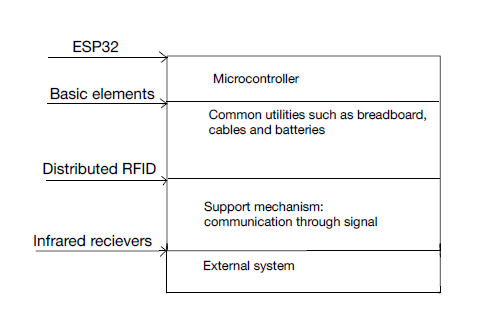 ESP32
Microcontroller
Basic elements
Common utilities such as breadboard,
cables and batteries
Distributed RFID
Support mechanism:
communication through signal
Infrared recievers
External system